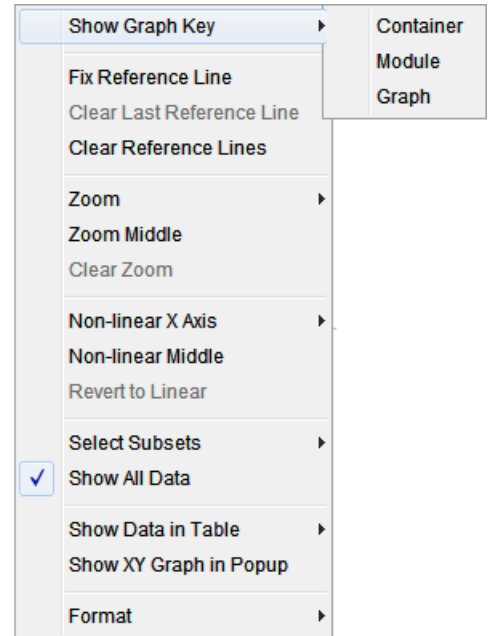 Show Graph Key
Container
Module
Graph
Fix Reference Line
Clear Last Reference Line
Clear Reference Lines
Zoom
Zoom Middle
Clear Zoom
Non-linear X Axis
Non-linear Middle
Revert to Linear
Select Subsets
Show All Data
Show Data in Table
Show XY Graph in Popup
Format